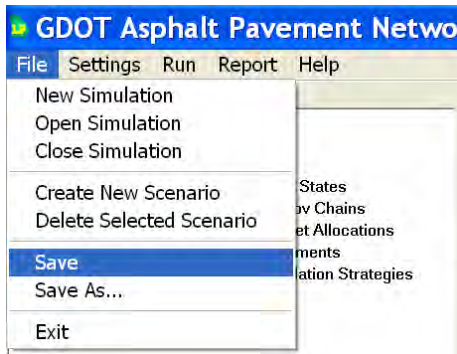 GDOT Asphalt Pavement Netwo
File Settings Run Report Help
New Simulation
Open Simulation
Close Simulation
Create New Scenario
Delete Selected Scenario
Save
Save As...
Exit
States
ov Chains
et Allocations
ments
lation Strategies